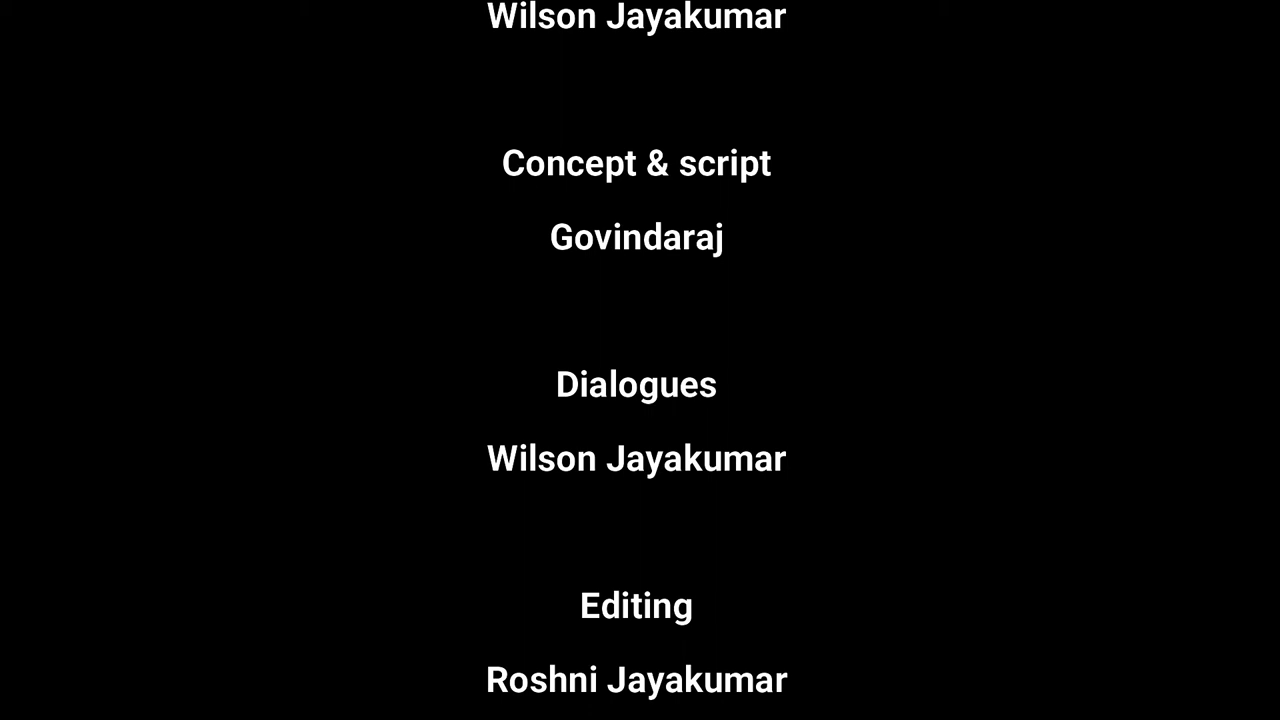 Wilson Jayakumar
Concept & script
Govindaraj
Dialogues
Wilson Jayakumar
Editing
Roshni Jayakumar